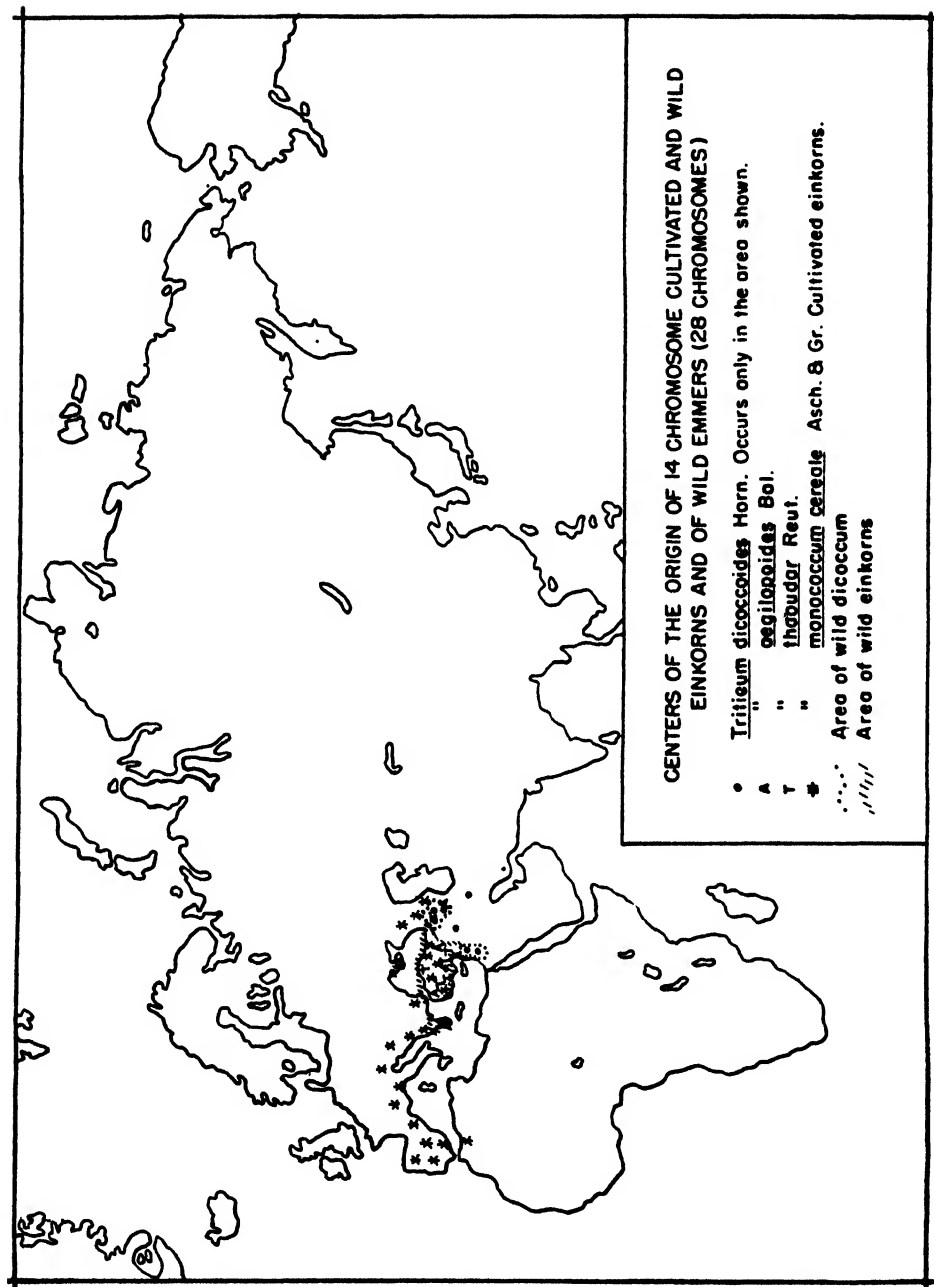 CENTERS OF THE ORIGIN OF 14 CHROMOSOME CULTIVATED AND WILD
EINKORNS AND OF WILD EMMERS (28 CHROMOSOMES)
• Triticum dicoccoides Horn. Occurs only in the area shown.
A " aegilopoides Bal.
T " thaoudar Reut.
* " monococcum cereale Asch. & Gr. Cultivated einkorns.
Area of wild dicoccum
Area of wild einkorns